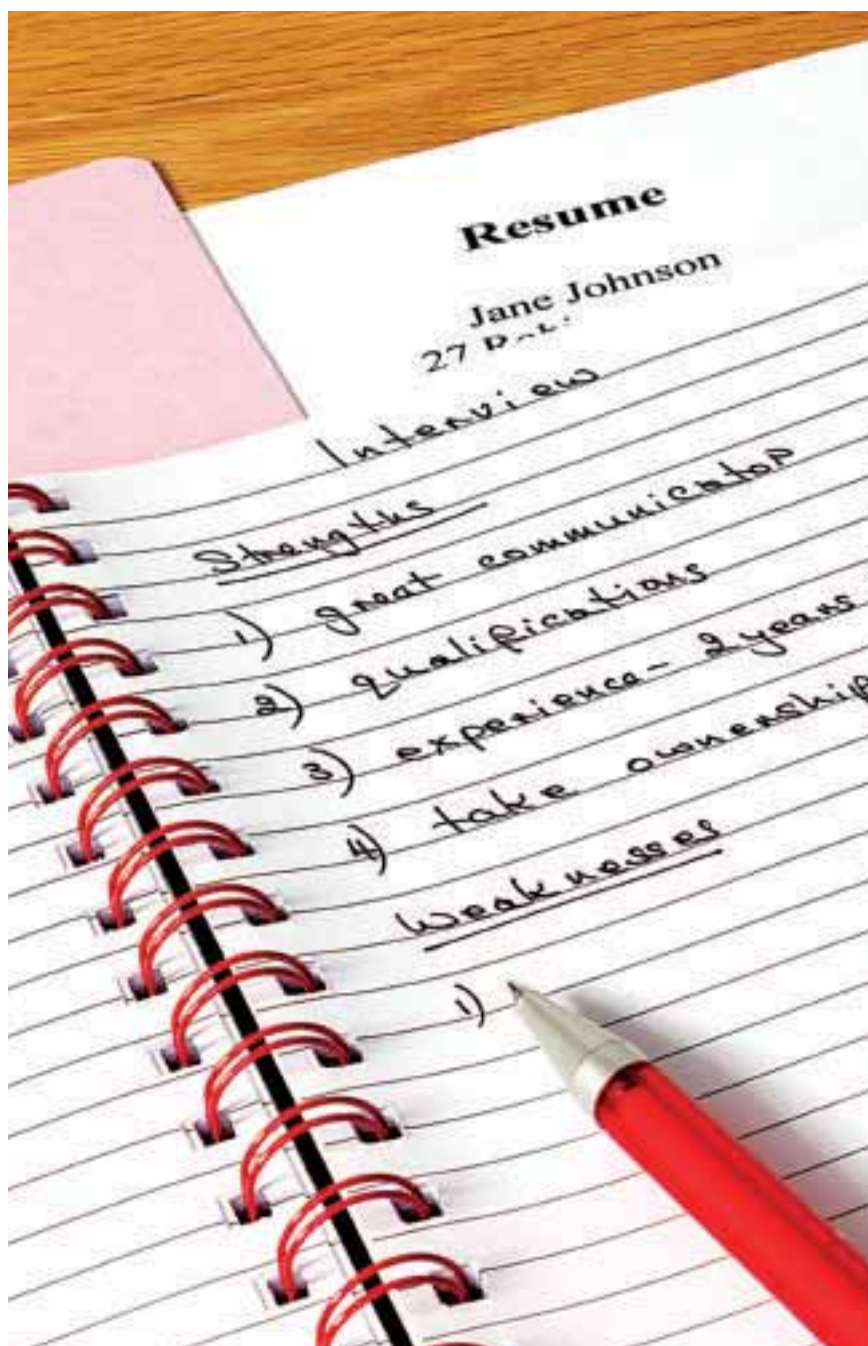 Resume
Jane Johnson
27
Interview
Strengths
1) great communicator
2) qualifications
3) experience - 2 years
4) take ownership
Weaknesses
1)